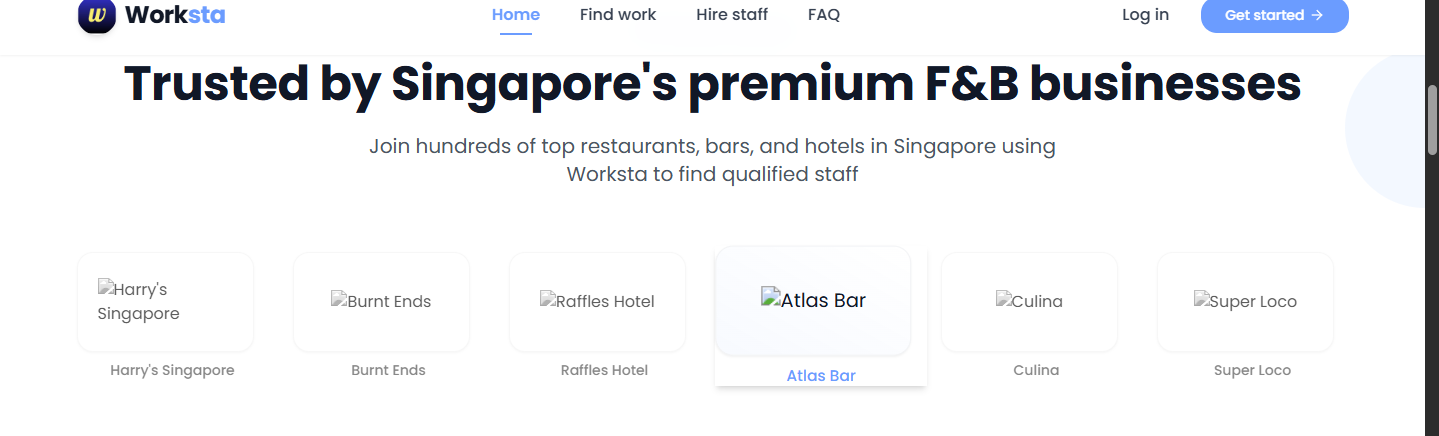 w Worksta
Home
Find work
Hire staff
FAQ
Log in
Get started →
Trusted by Singapore's premium F&B businesses
Join hundreds of top restaurants, bars, and hotels in Singapore using
Worksta to find qualified staff
Harry's
Singapore
Burnt Ends
Raffles Hotel
Atlas Bar
Culina
Super Loco
Harry's Singapore
Burnt Ends
Raffles Hotel
Atlas Bar
Culina
Super Loco